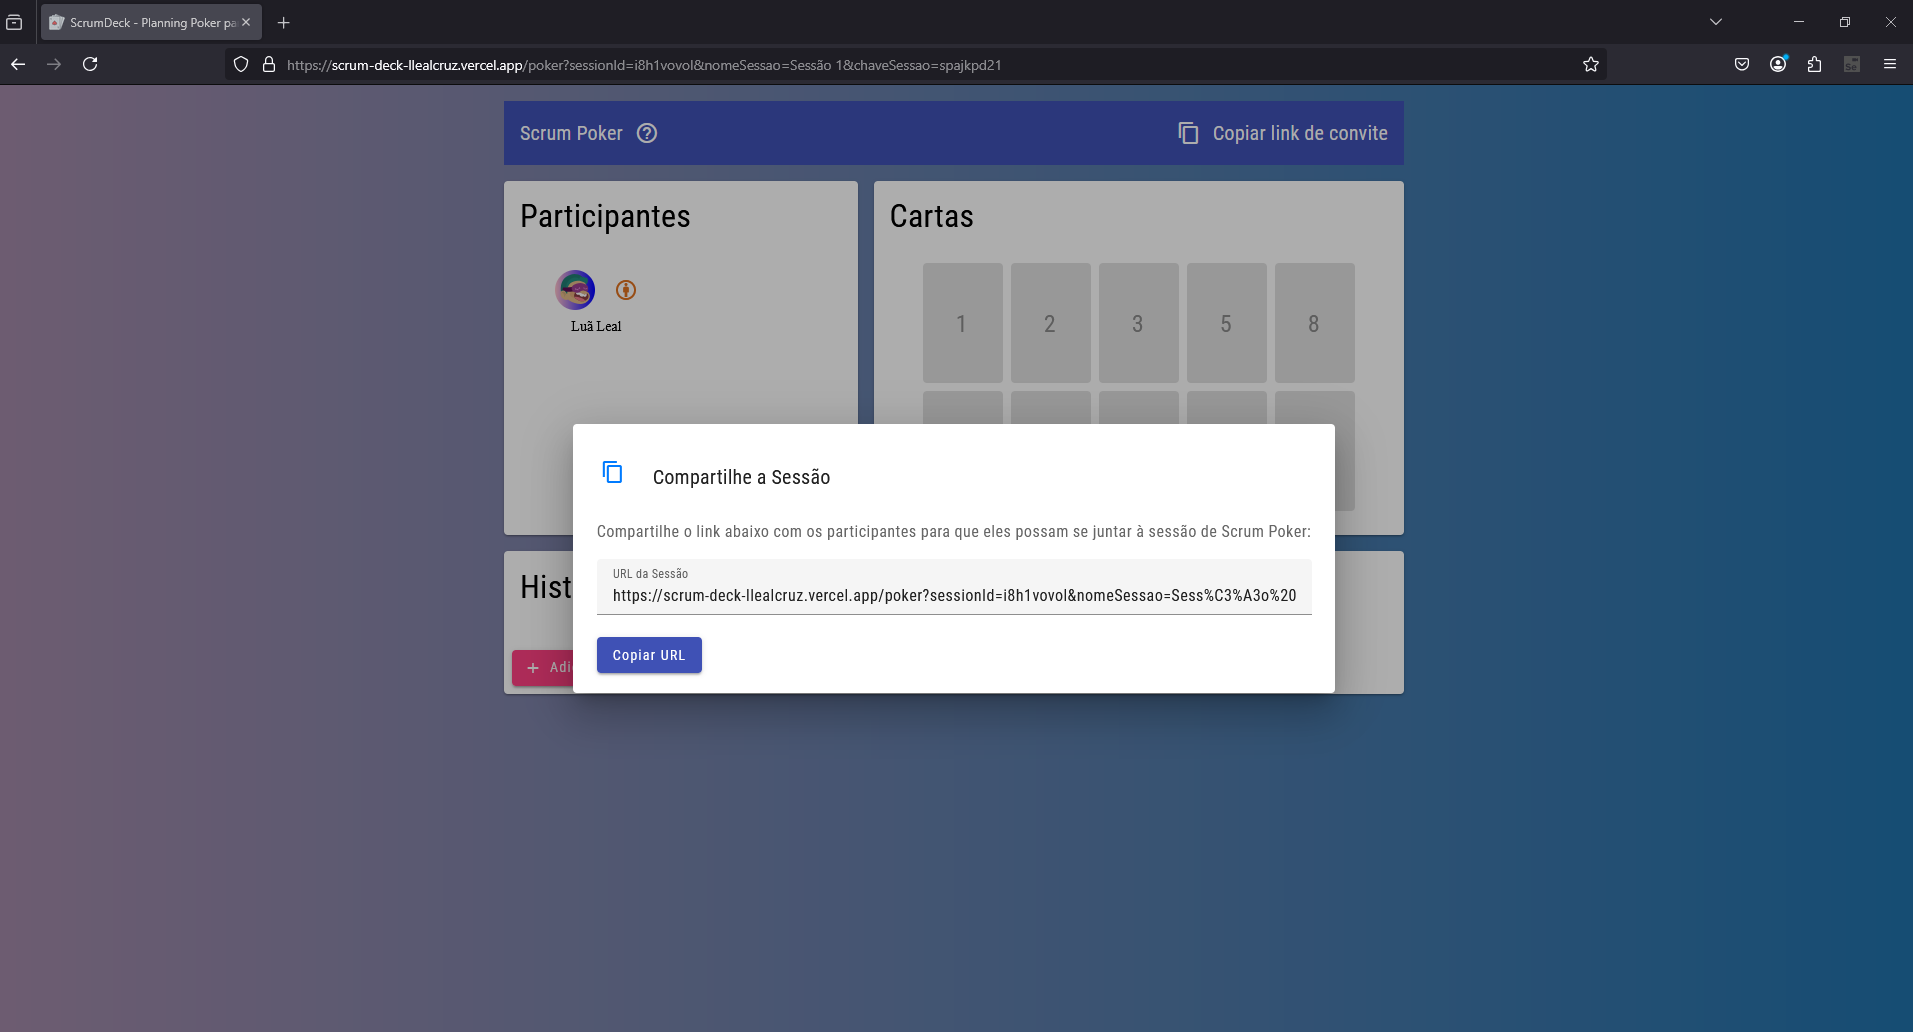 ScrumDeck - Planning Poker pa
https://scrum-deck-llealcruz.vercel.app/poker?sessionId=i8h1vovol&nomeSessao=Sessão 1&chaveSessao=spajkpd21
Scrum Poker
Copiar link de convite
Participantes
Luã Leal
Cartas
1 2 3 5 8
Compartilhe a Sessão
Compartilhe o link abaixo com os participantes para que eles possam se juntar à sessão de Scrum Poker:
URL da Sessão
https://scrum-deck-llealcruz.vercel.app/poker?sessionId=i8h1vovol&nomeSessao=Sess%C3%A3o%20
Copiar URL
Hist
+ Adi